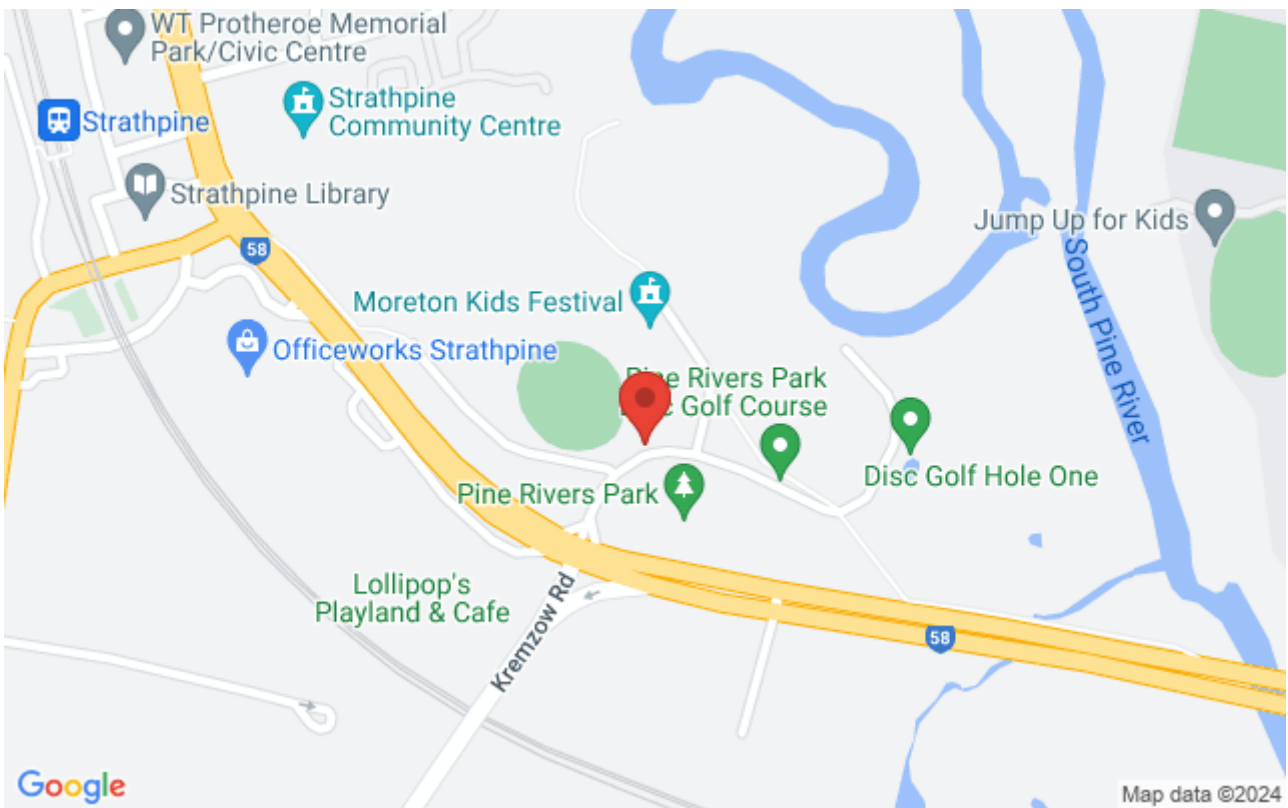 WT Protheroe Memorial
Park/Civic Centre
Strathpine
Community Centre
Strathpine
Strathpine Library
58
Jump Up for Kids
South Pine River
Moreton Kids Festival
Officeworks Strathpine
Pine Rivers Park
Disc Golf Course
Disc Golf Hole One
Pine Rivers Park
Lollipop's
Playland & Cafe
Kremzow Rd
58
Google
Map data ©2024